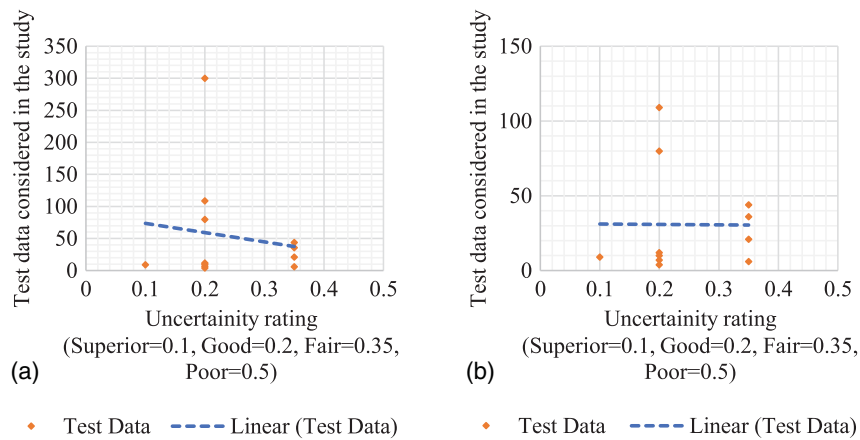 350
300
250
200
150
100
50
0
0 0.1 0.2 0.3 0.4 0.5
Test data considered in the study
Uncertainity rating
(Superior=0.1, Good=0.2, Fair=0.35,
Poor=0.5)
(a)
Test Data Linear (Test Data)
150
100
50
0
0 0.1 0.2 0.3 0.4 0.5
Test data considered in the study
Uncertainity rating
(Superior=0.1, Good=0.2, Fair=0.35,
Poor=0.5)
(b)
Test Data Linear (Test Data)